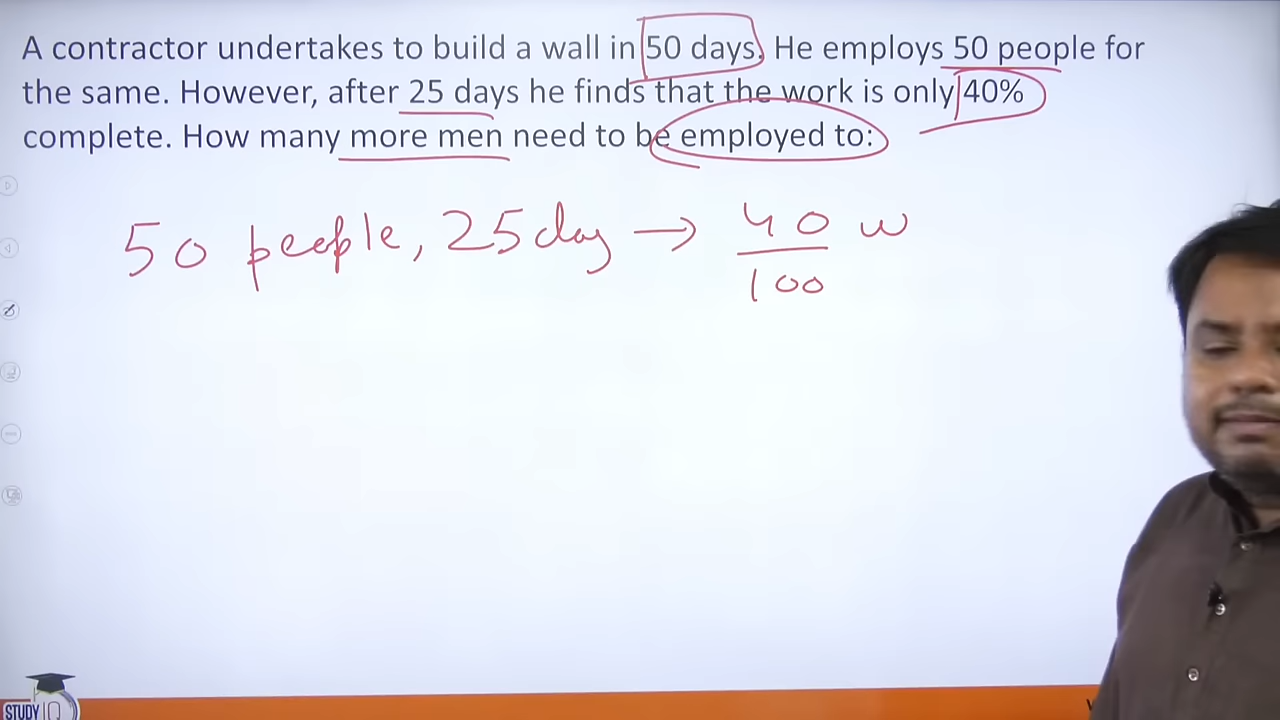 A contractor undertakes to build a wall in 50 days. He employs 50 people for
the same. However, after 25 days he finds that the work is only 40%
complete. How many more men need to be employed to:
50 people, 25 day → 40 w
100
STUDY IQ